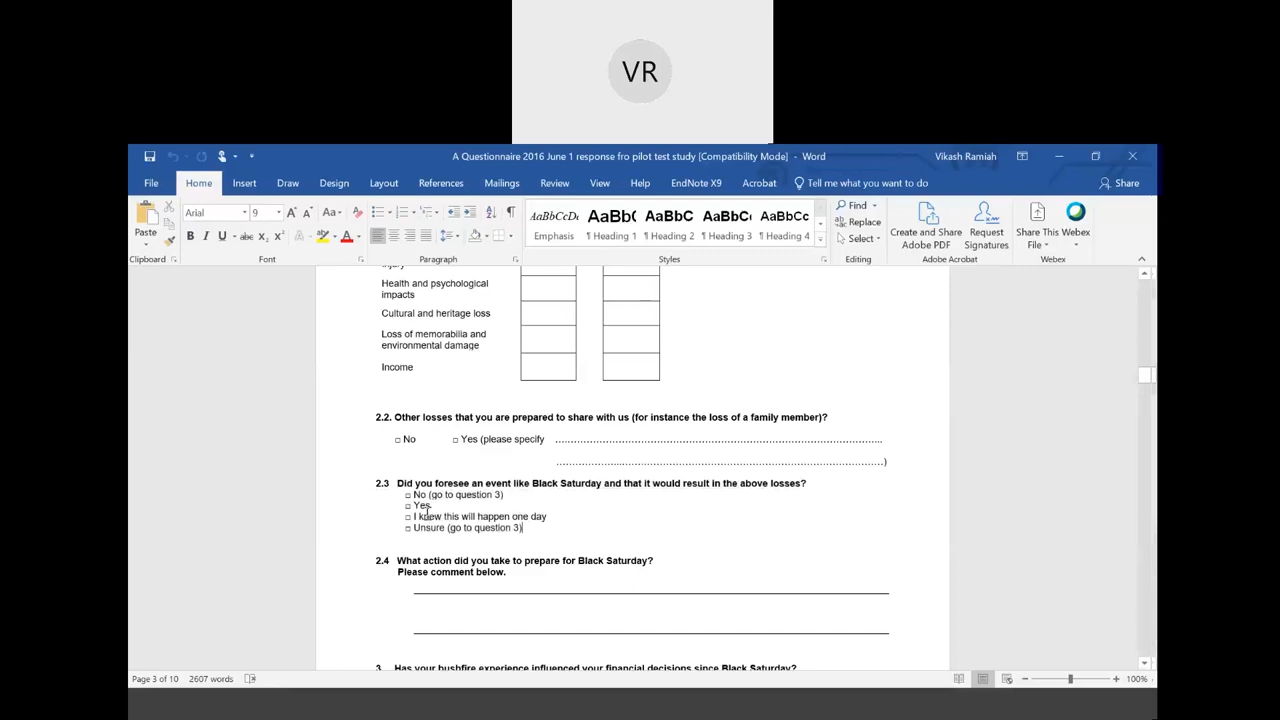 VR
A Questionnaire 2016 June 1 response fro pilot test study [Compatibility Mode] - Word
Vikash Ramiah
File Home Insert Draw Design Layout References Mailings Review View Help EndNote X9 Acrobat Tell me what you want to do Share
Paste
Clipboard
Arial 9
Font
Paragraph
AaBbCcDc AaBbC AaBbC AaBbCc AaBbCc
Emphasis ¶ Heading 1 ¶ Heading 2 ¶ Heading 3 ¶ Heading 4
Styles
Find
Replace
Select
Editing
Create and Share Adobe PDF
Request Signatures
Adobe Acrobat
Share This File
Webex
Webex
Health and psychological
impacts
Cultural and heritage loss
Loss of memorabilia and
environmental damage
Income
2.2. Other losses that you are prepared to share with us (for instance the loss of a family member)?
□ No □ Yes (please specify ……………………………………………………………………………..
……………………………………………………………………………)
2.3 Did you foresee an event like Black Saturday and that it would result in the above losses?
□ No (go to question 3)
□ Yes
□ I knew this will happen one day
□ Unsure (go to question 3)
2.4 What action did you take to prepare for Black Saturday?
Please comment below.
3 Has your bushfire experience influenced your financial decisions since Black Saturday?
Page 3 of 10 2607 words 100%